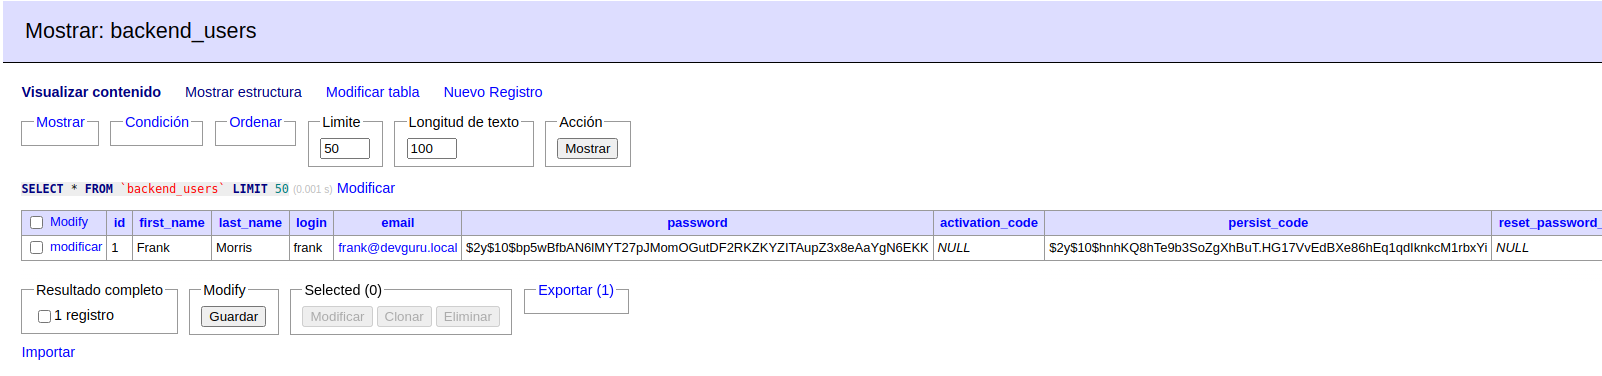 Mostrar: backend_users
Visualizar contenido Mostrar estructura Modificar tabla Nuevo Registro
Mostrar Condición Ordenar Limite Longitud de texto Acción
50 100 Mostrar
SELECT * FROM `backend_users` LIMIT 50 (0.001 s) Modificar
Modify id first_name last_name login email password activation_code persist_code reset_password_
modificar 1 Frank Morris frank frank@devguru.local $2y$10$bp5wBfbAN6lMYT27pJMomOGutDF2RKZKYZITAupZ3x8eAaYgN6EKK NULL $2y$10$hnhKQ8hTe9b3SoZgXhBuT.HG17VvEdBXe86hEq1qdIknkcM1rbxYi NULL
Resultado completo Modify Selected (0) Exportar (1)
1 registro Guardar Modificar Clonar Eliminar
Importar